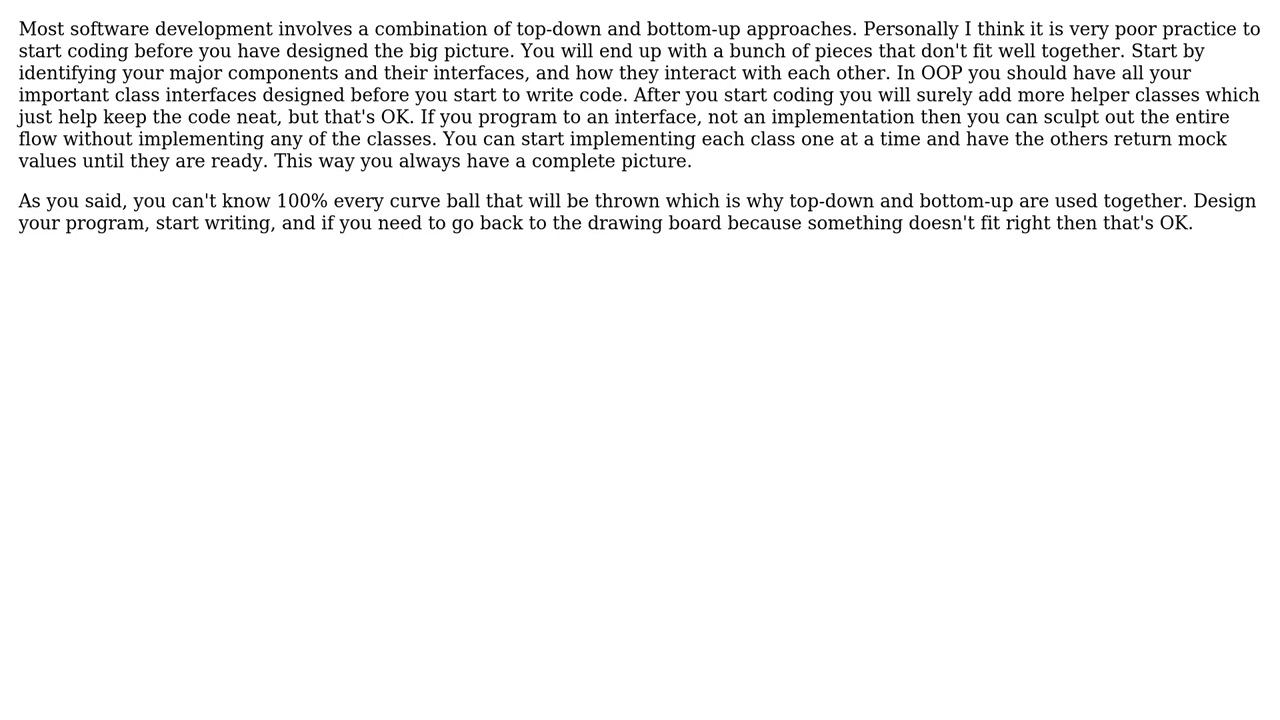 Most software development involves a combination of top-down and bottom-up approaches. Personally I think it is very poor practice to
start coding before you have designed the big picture. You will end up with a bunch of pieces that don't fit well together. Start by
identifying your major components and their interfaces, and how they interact with each other. In OOP you should have all your
important class interfaces designed before you start to write code. After you start coding you will surely add more helper classes which
just help keep the code neat, but that's OK. If you program to an interface, not an implementation then you can sculpt out the entire
flow without implementing any of the classes. You can start implementing each class one at a time and have the others return mock
values until they are ready. This way you always have a complete picture.
As you said, you can't know 100% every curve ball that will be thrown which is why top-down and bottom-up are used together. Design
your program, start writing, and if you need to go back to the drawing board because something doesn't fit right then that's OK.